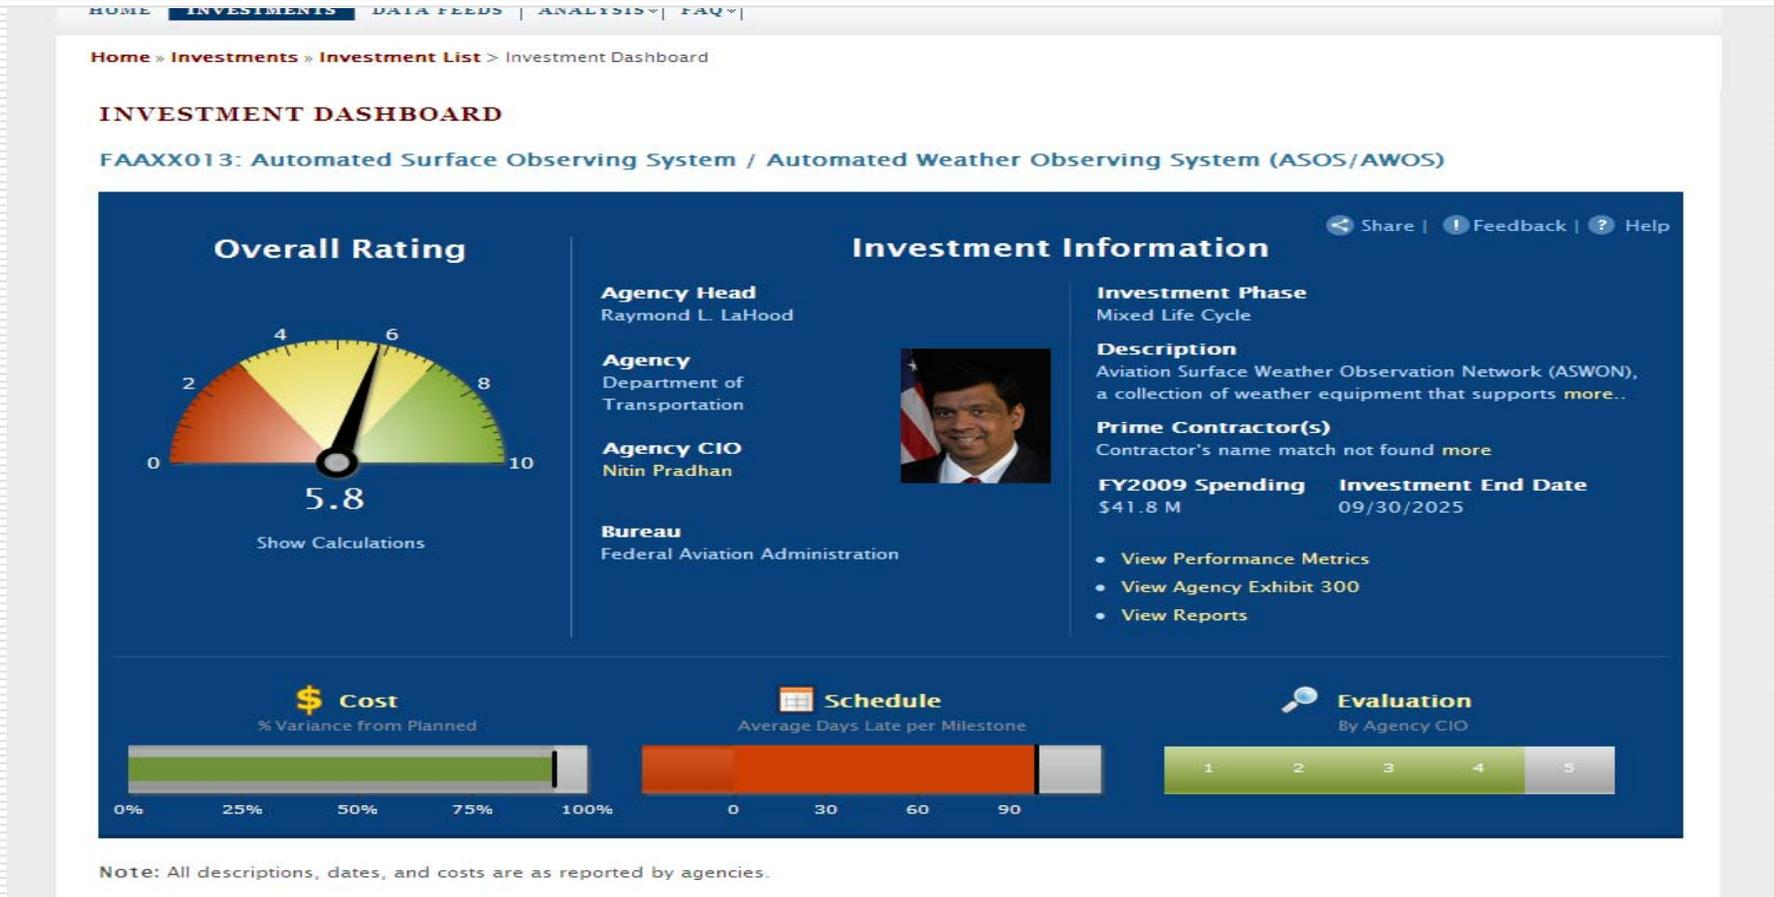 HOME INVESTMENTS DATA FEEDS | ANALYSIS | FAQ |
Home » Investments » Investment List > Investment Dashboard
INVESTMENT DASHBOARD
FAAXX013: Automated Surface Observing System / Automated Weather Observing System (ASOS/AWOS)
Share | Feedback | Help
Overall Rating
0 2 4 6 8 10
5.8
Show Calculations
Investment Information
Agency Head
Raymond L. LaHood
Agency
Department of
Transportation
Agency CIO
Nitin Pradhan
Bureau
Federal Aviation Administration
Investment Phase
Mixed Life Cycle
Description
Aviation Surface Weather Observation Network (ASWON),
a collection of weather equipment that supports more..
Prime Contractor(s)
Contractor's name match not found more
FY2009 Spending Investment End Date
$41.8 M 09/30/2025
• View Performance Metrics
• View Agency Exhibit 300
• View Reports
$ Cost
% Variance from Planned
0% 25% 50% 75% 100%
Schedule
Average Days Late per Milestone
0 30 60 90
Evaluation
By Agency CIO
1 2 3 4 5
Note: All descriptions, dates, and costs are as reported by agencies.